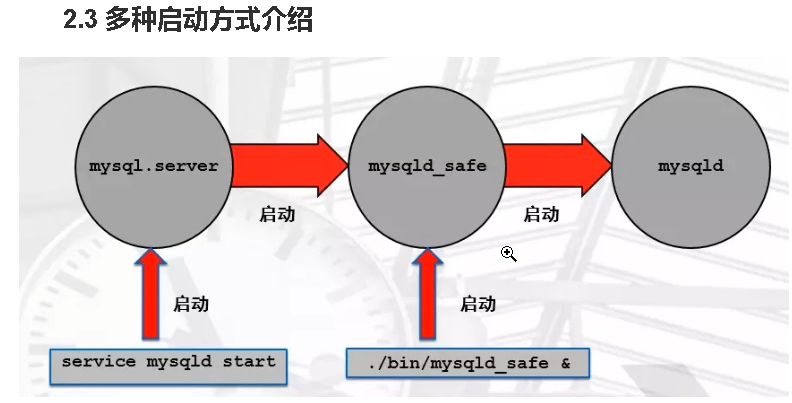 2.3 多种启动方式介绍
mysql.server
mysqld_safe
mysqld
启动
启动
启动
启动
service mysqld start
./bin/mysqld_safe &